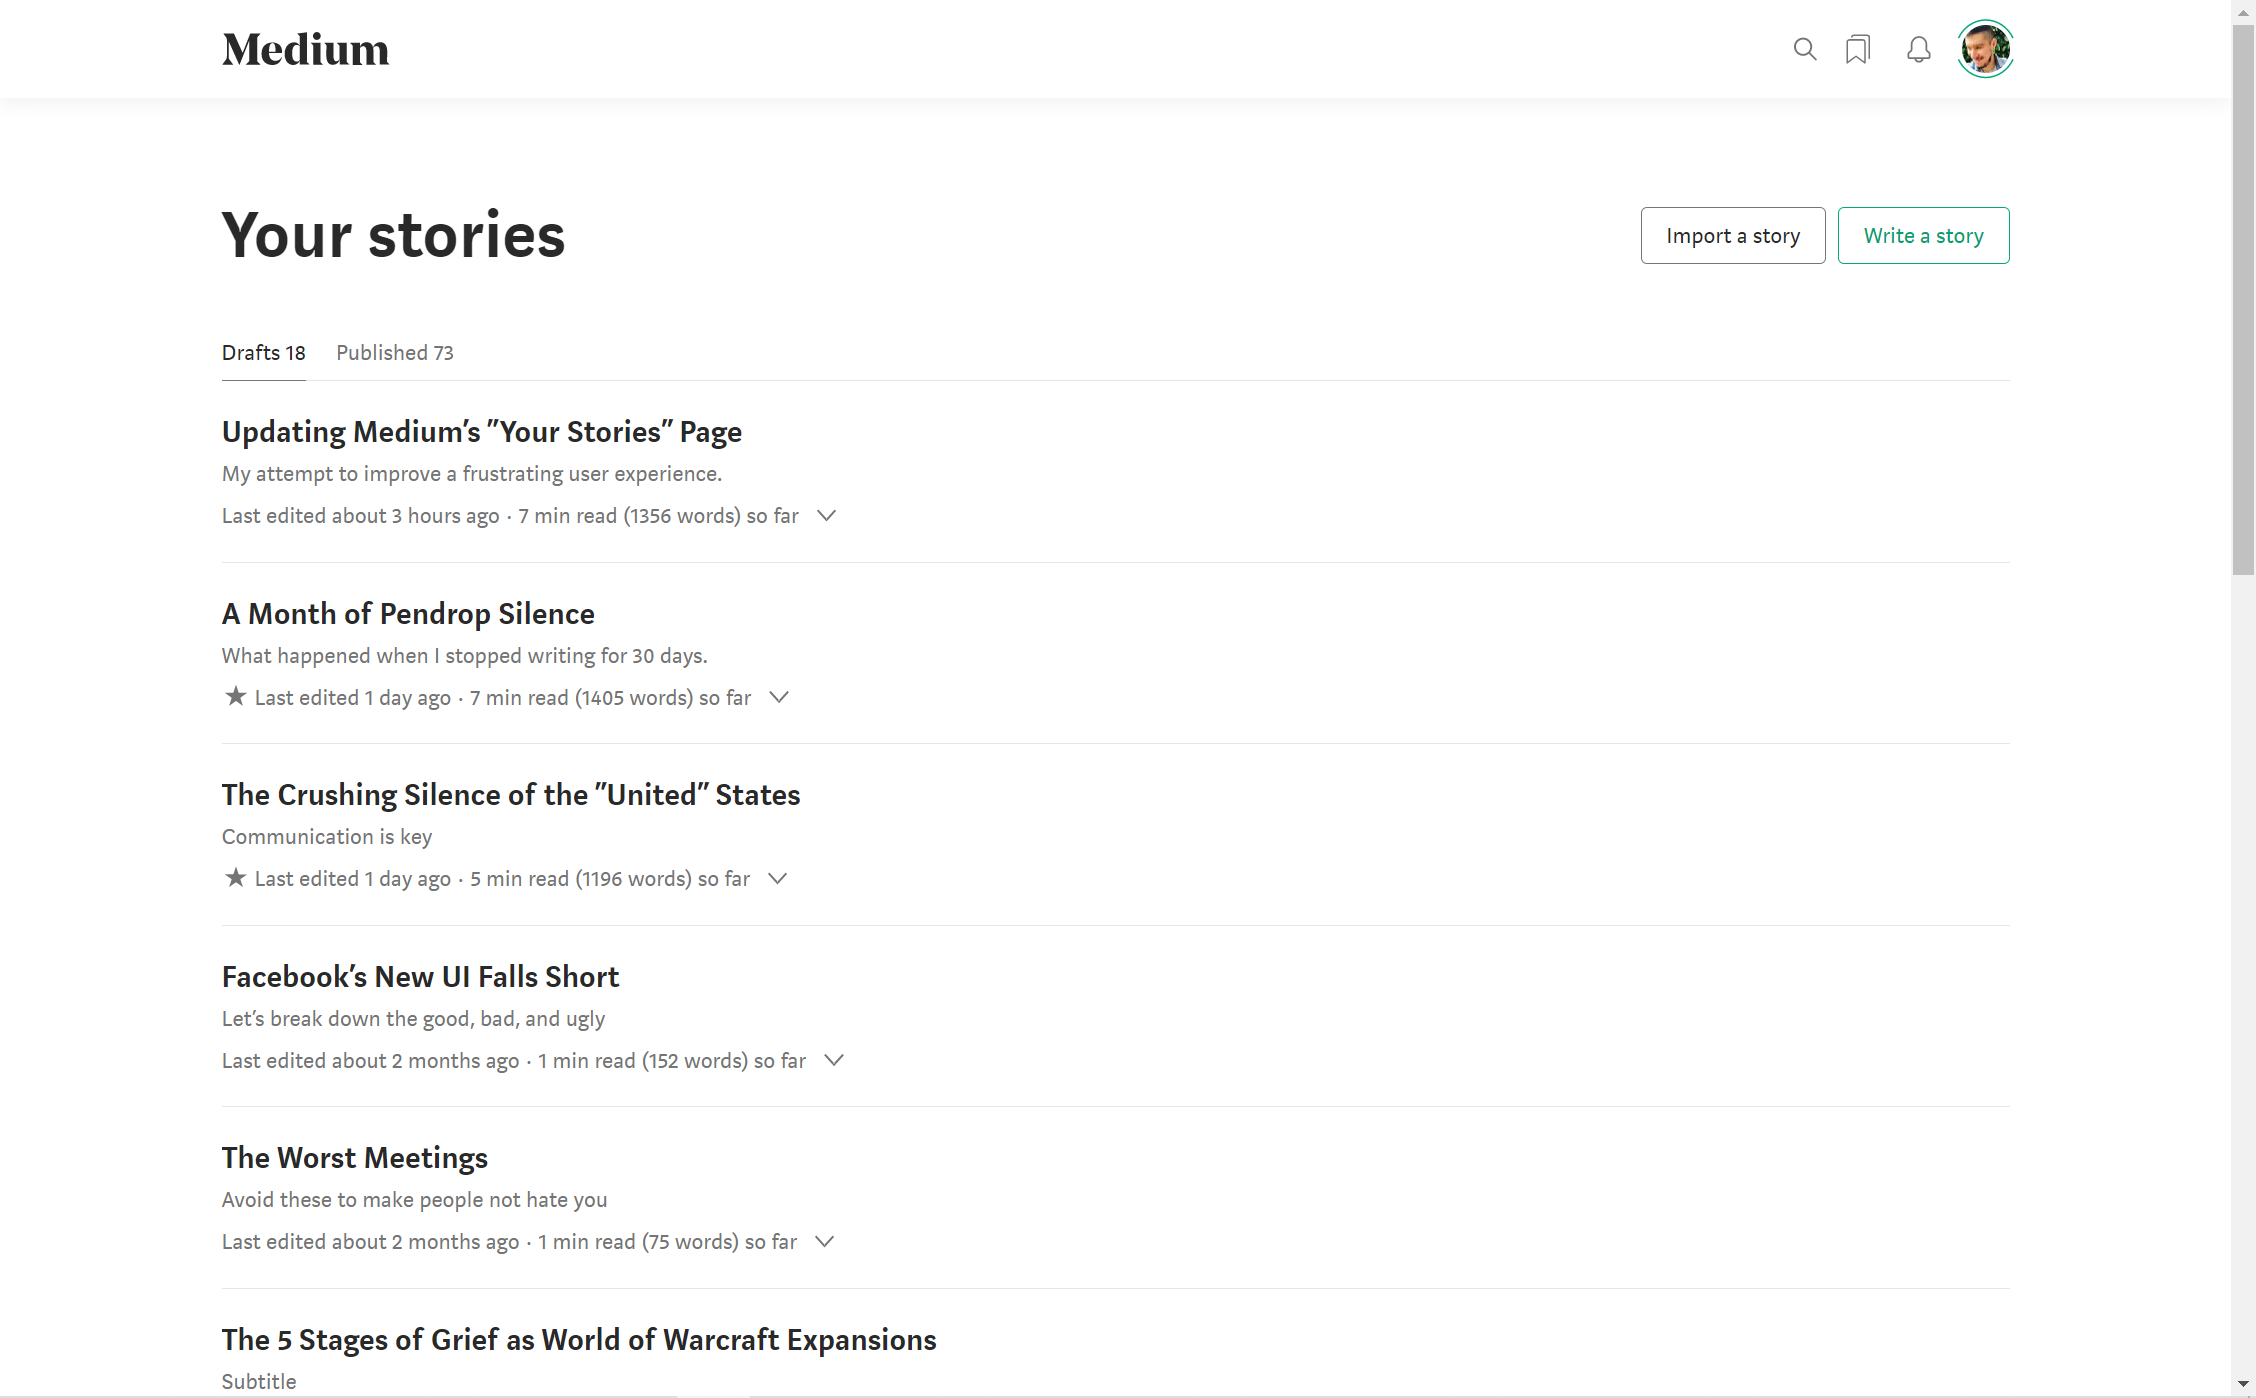 Medium
Your stories
Import a story
Write a story
Drafts 18
Published 73
Updating Medium's "Your Stories" Page
My attempt to improve a frustrating user experience.
Last edited about 3 hours ago · 7 min read (1356 words) so far
A Month of Pendrop Silence
What happened when I stopped writing for 30 days.
★ Last edited 1 day ago · 7 min read (1405 words) so far
The Crushing Silence of the "United" States
Communication is key
★ Last edited 1 day ago · 5 min read (1196 words) so far
Facebook's New UI Falls Short
Let's break down the good, bad, and ugly
Last edited about 2 months ago · 1 min read (152 words) so far
The Worst Meetings
Avoid these to make people not hate you
Last edited about 2 months ago · 1 min read (75 words) so far
The 5 Stages of Grief as World of Warcraft Expansions
Subtitle